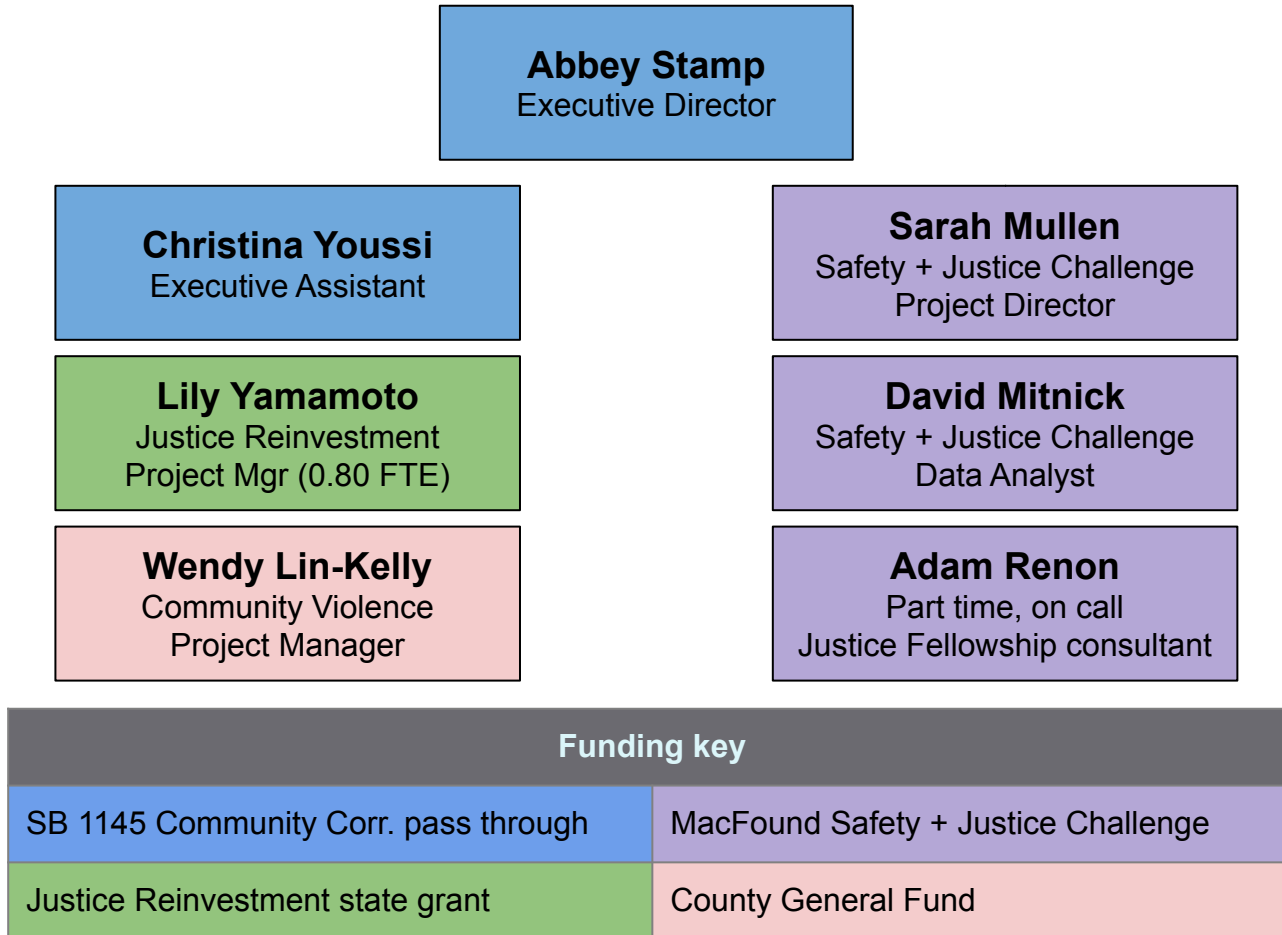 Abbey Stamp
Executive Director
Christina Youssi
Executive Assistant
Sarah Mullen
Safety + Justice Challenge
Project Director
Lily Yamamoto
Justice Reinvestment
Project Mgr (0.80 FTE)
David Mitnick
Safety + Justice Challenge
Data Analyst
Wendy Lin-Kelly
Community Violence
Project Manager
Adam Renon
Part time, on call
Justice Fellowship consultant
Funding key
SB 1145 Community Corr. pass through
MacFound Safety + Justice Challenge
Justice Reinvestment state grant
County General Fund